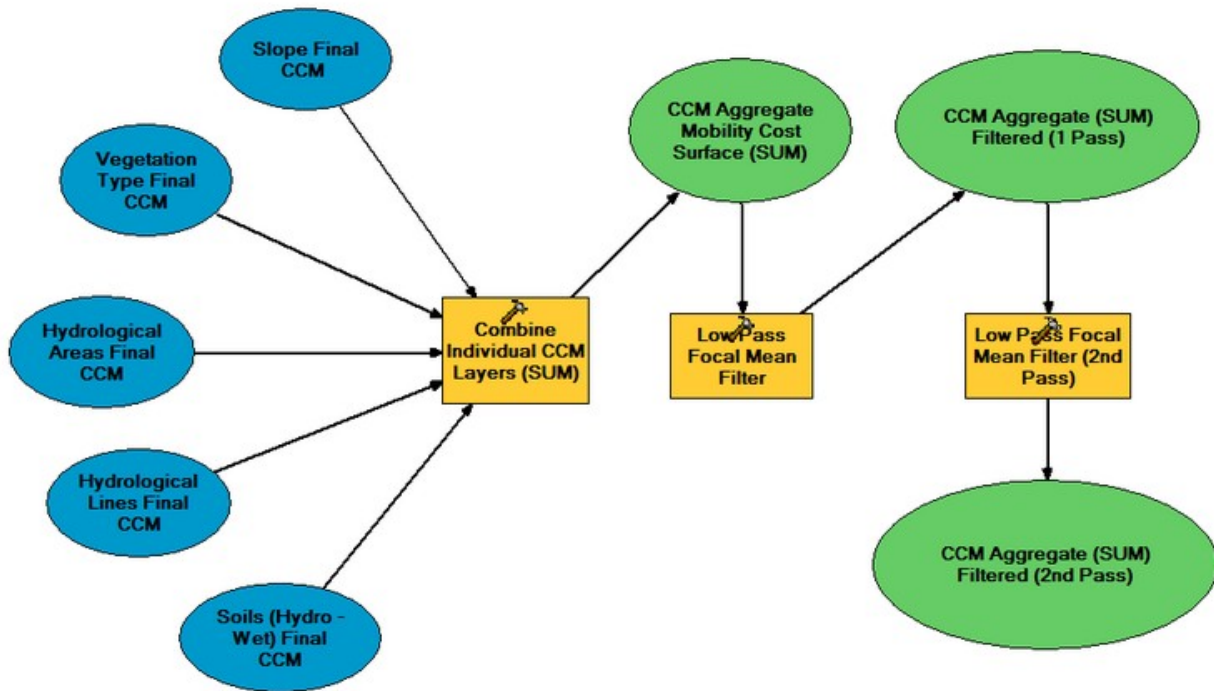 Slope Final
CCM
Vegetation
Type Final
CCM
Hydrological
Areas Final
CCM
Hydrological
Lines Final
CCM
Soils (Hydro -
Wet) Final
CCM
Combine
Individual CCM
Layers (SUM)
CCM Aggregate
Mobility Cost
Surface (SUM)
Low Pass
Focal Mean
Filter
CCM Aggregate (SUM)
Filtered (1 Pass)
Low Pass Focal
Mean Filter (2nd
Pass)
CCM Aggregate (SUM)
Filtered (2nd Pass)